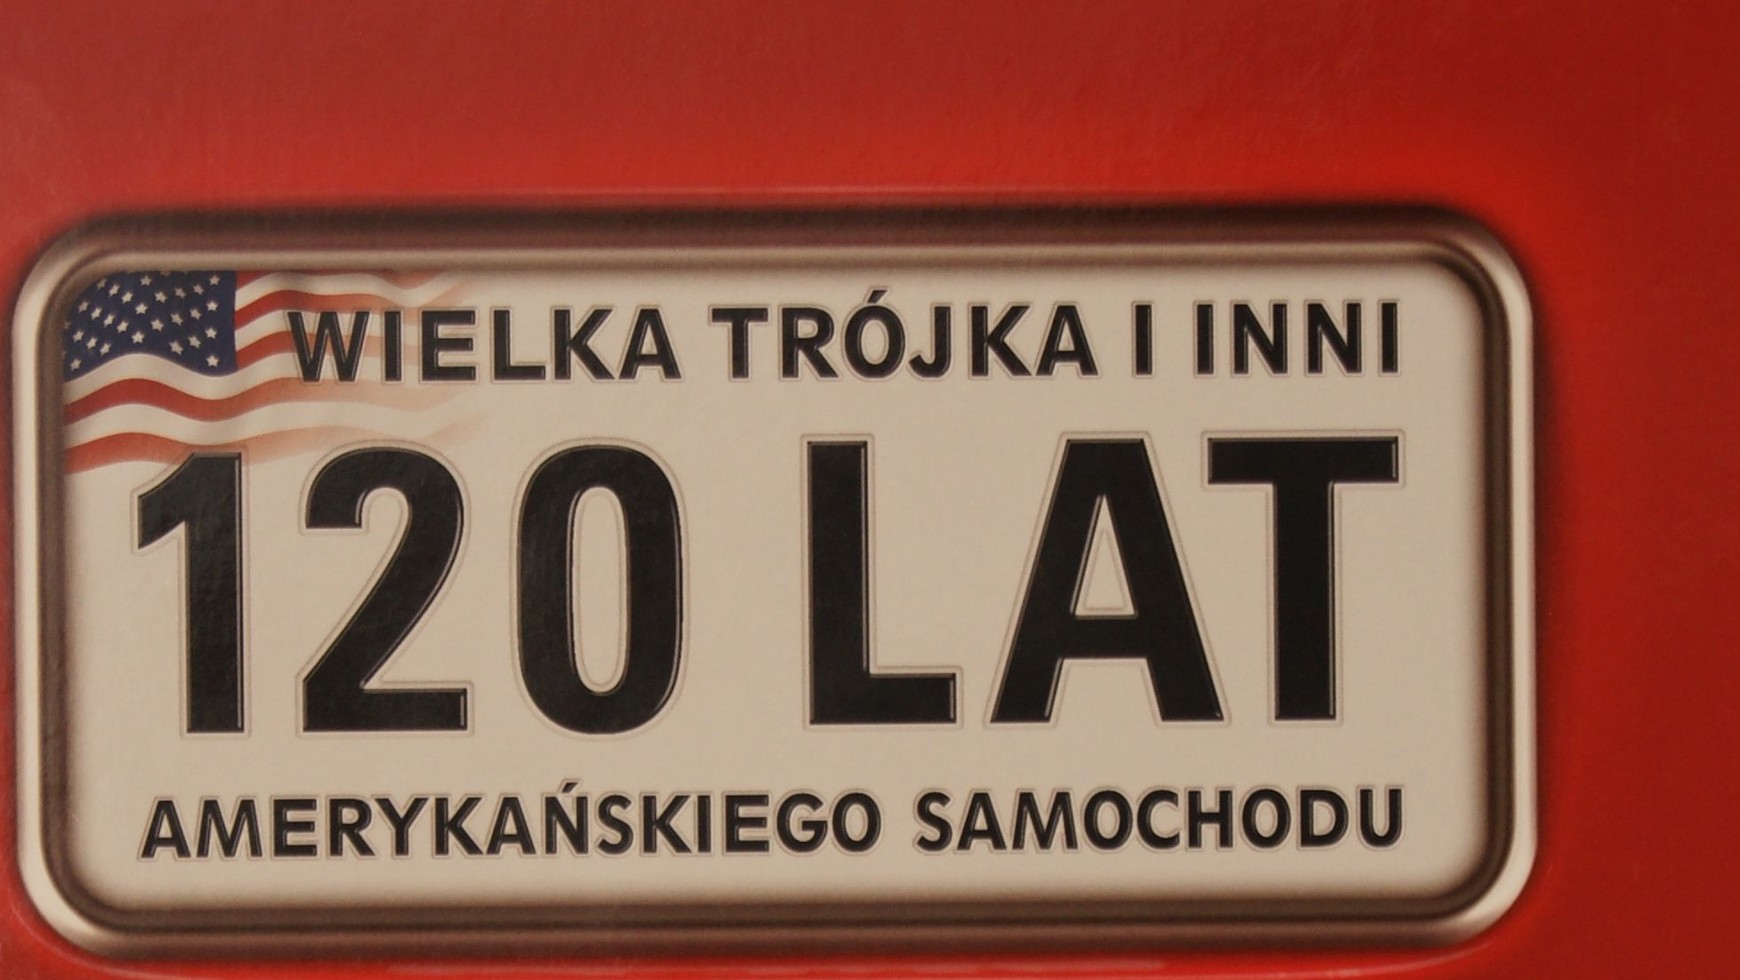 WIELKA TRÓJKA I INNI
120 LAT
AMERYKAŃSKIEGO SAMOCHODU